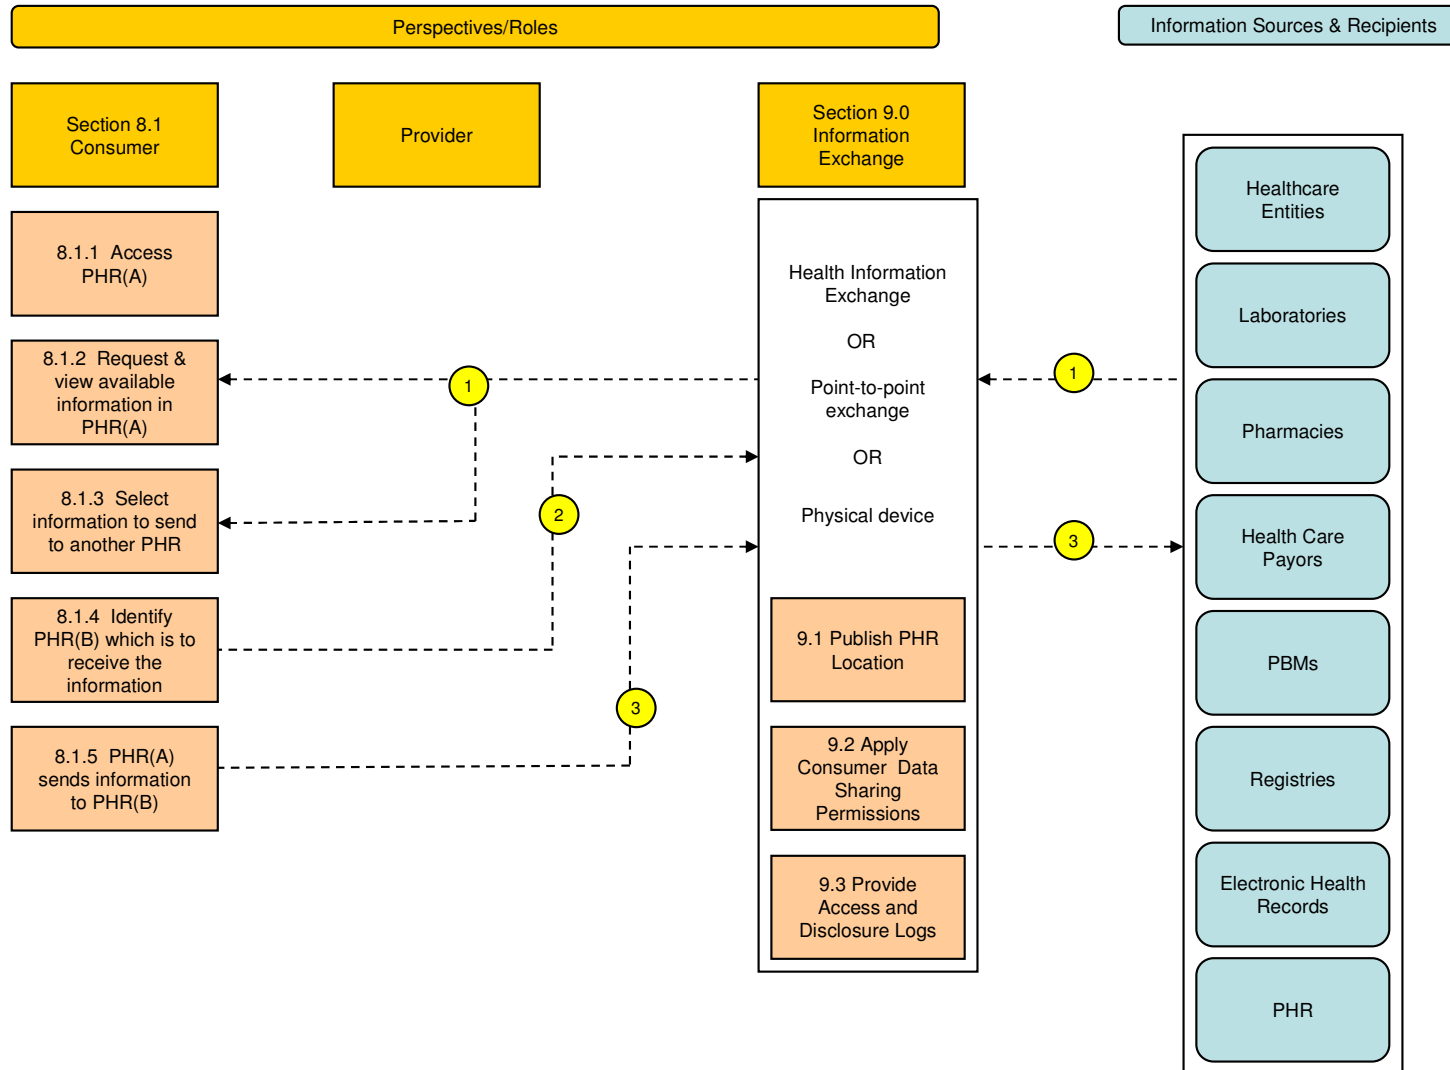 Perspectives/Roles
Information Sources & Recipients
Section 8.1
Consumer
Provider
Section 9.0
Information
Exchange
8.1.1 Access
PHR(A)
8.1.2 Request &
view available
information in
PHR(A)
8.1.3 Select
information to send
to another PHR
8.1.4 Identify
PHR(B) which is to
receive the
information
8.1.5 PHR(A)
sends information
to PHR(B)
1
2
3
Health Information
Exchange
OR
Point-to-point
exchange
OR
Physical device
9.1 Publish PHR
Location
9.2 Apply
Consumer Data
Sharing
Permissions
9.3 Provide
Access and
Disclosure Logs
1
3
Healthcare
Entities
Laboratories
Pharmacies
Health Care
Payors
PBMs
Registries
Electronic Health
Records
PHR